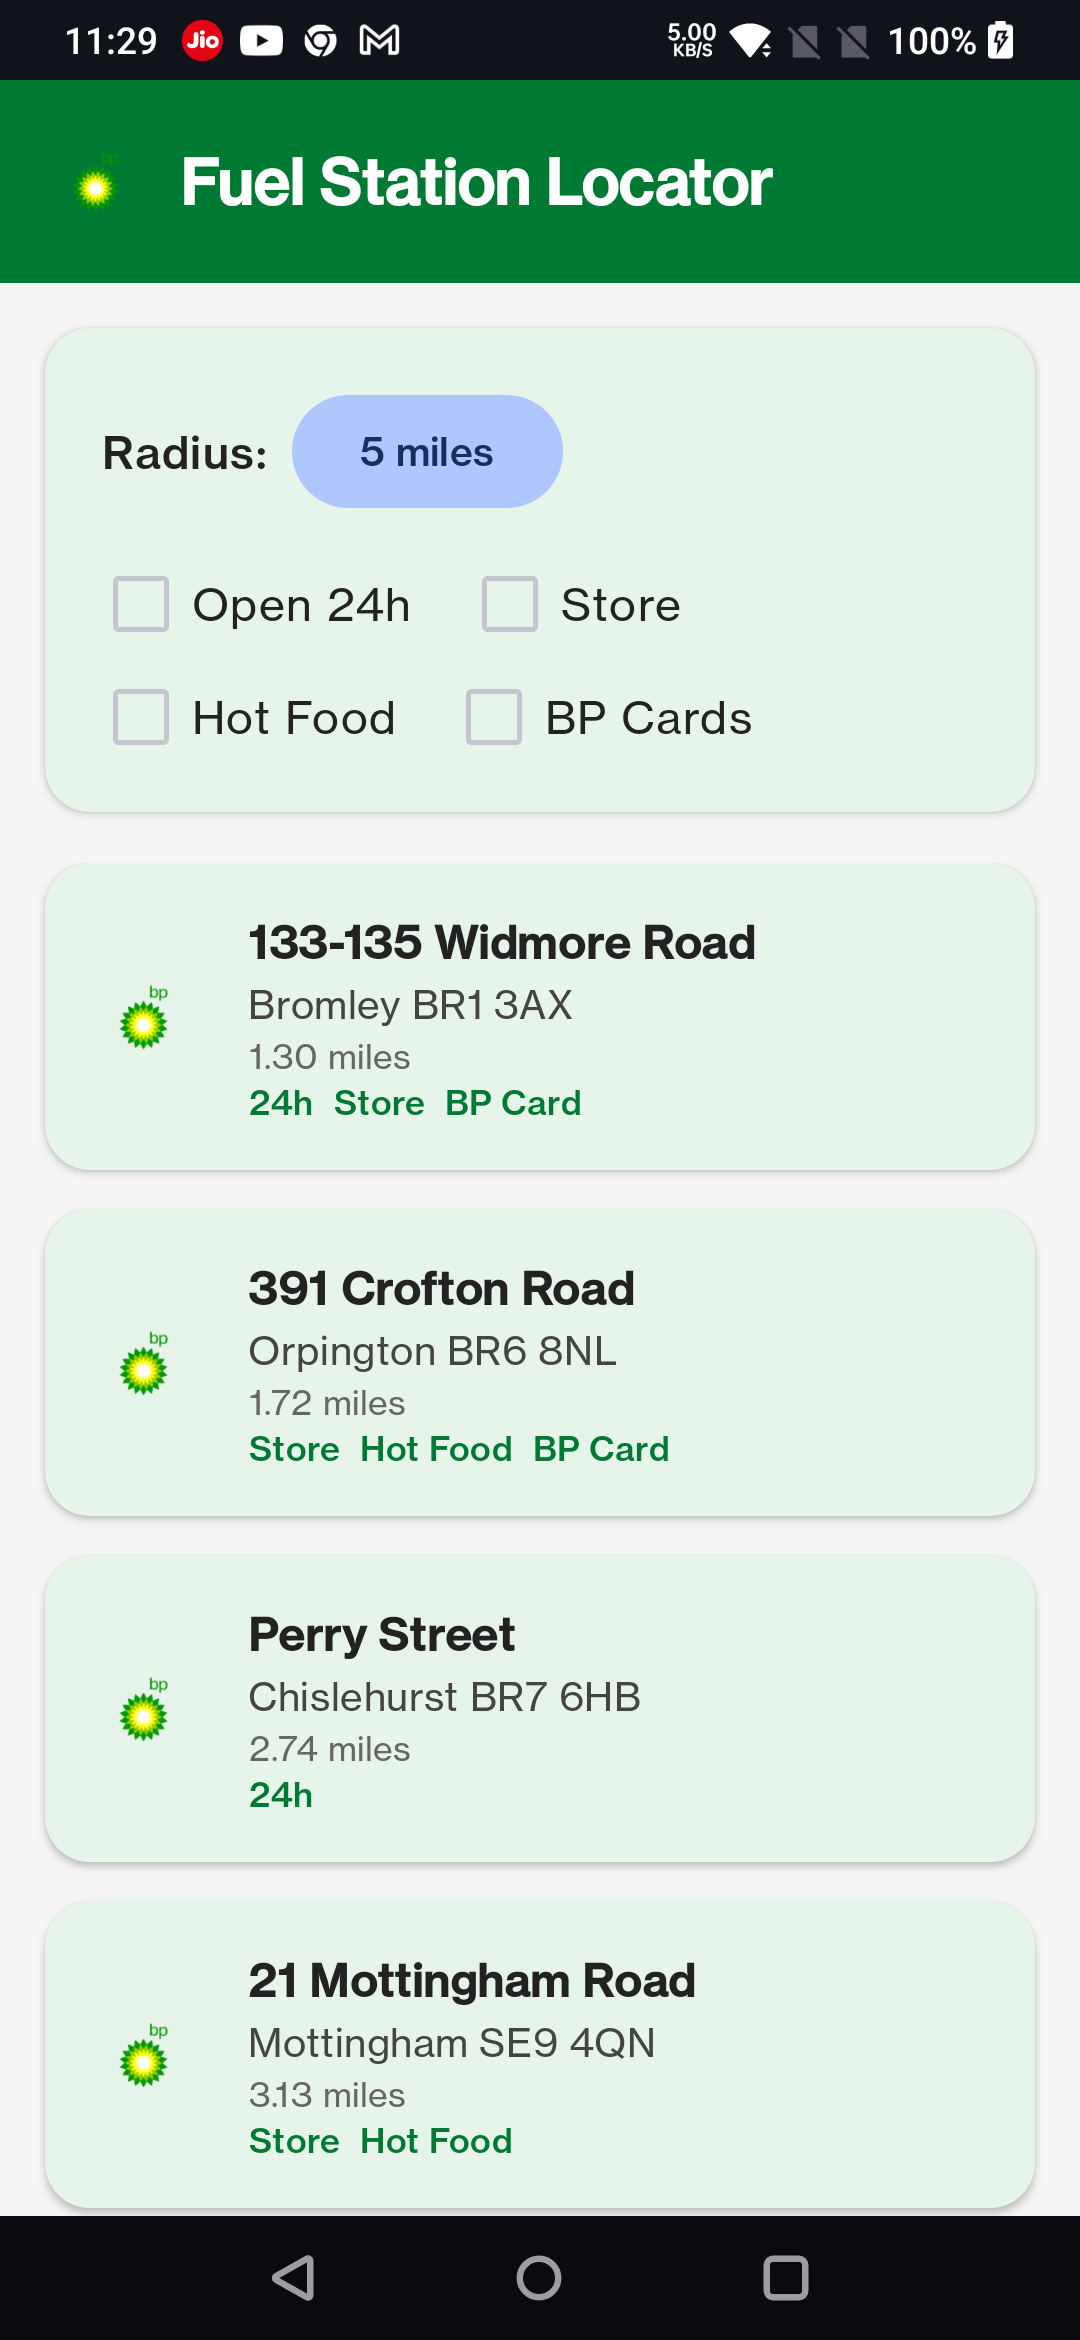 11:29 Jio 5.00 KB/S 100%
bp
Fuel Station Locator
Radius: 5 miles
Open 24h Store
Hot Food BP Cards
133-135 Widmore Road
bp
Bromley BR1 3AX
1.30 miles
24h Store BP Card
391 Crofton Road
bp
Orpington BR6 8NL
1.72 miles
Store Hot Food BP Card
Perry Street
bp
Chislehurst BR7 6HB
2.74 miles
24h
21 Mottingham Road
bp
Mottingham SE9 4QN
3.13 miles
Store Hot Food